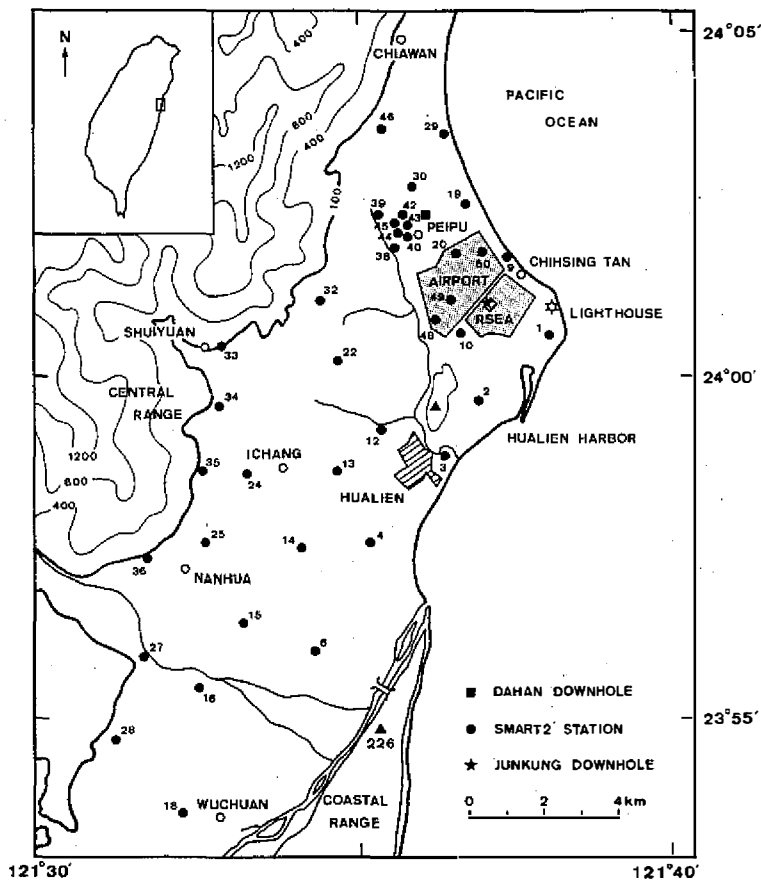 N
24°05'
400
CHIAWAN
PACIFIC
OCEAN
800
400
1200
46
29
30
100
19
39
42
43
45
PEIPU
44
40
38
20
50
9
CHIHSING TAN
AIRPORT
32
49
LIGHTHOUSE
RSEA
SHUIYUAN
48
10
1
33
22
24°00'
CENTRAL
RANGE
34
2
12
HUALIEN HARBOR
1200
ICHANG
3
800
35
24
13
HUALIEN
400
25
14
4
36
NANHUA
15
6
27
16
DAHAN DOWNHOLE
23°55'
28
226
SMART2 STATION
JUNKUNG DOWNHOLE
18
WUCHUAN
COASTAL
RANGE
0 2 4km
121°30'
121°40'